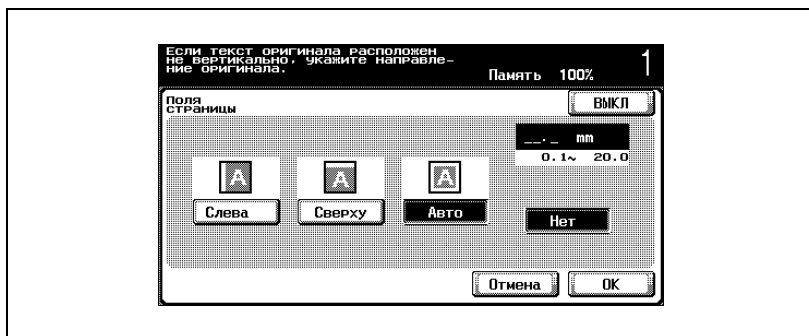 Если текст оригинала расположен
не вертикально, укажите направле-
ние оригинала.
Память 100%
1
Поля
страницы
ВЫКЛ
__._ mm
0.1~ 20.0
A
A
A
Слева
Сверху
Авто
Нет
Отмена
OK